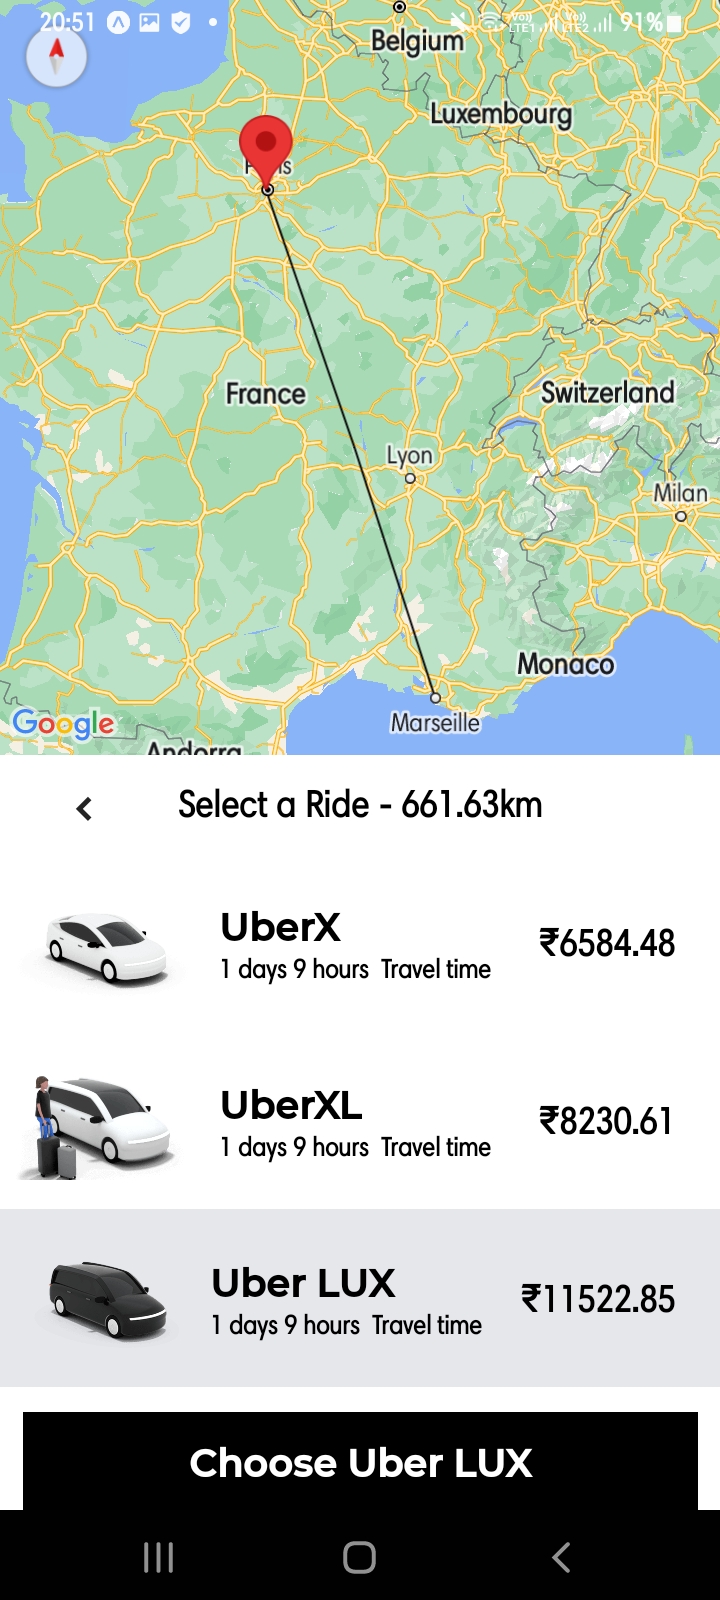 20:51 Vo)) LTE1 Vo)) LTE2 91%
Belgium
Luxembourg
Paris
France
Switzerland
Lyon
Milan
Monaco
Google
Marseille
Andorra
Select a Ride - 661.63km
UberX
₹6584.48
1 days 9 hours Travel time
UberXL
₹8230.61
1 days 9 hours Travel time
Uber LUX
₹11522.85
1 days 9 hours Travel time
Choose Uber LUX